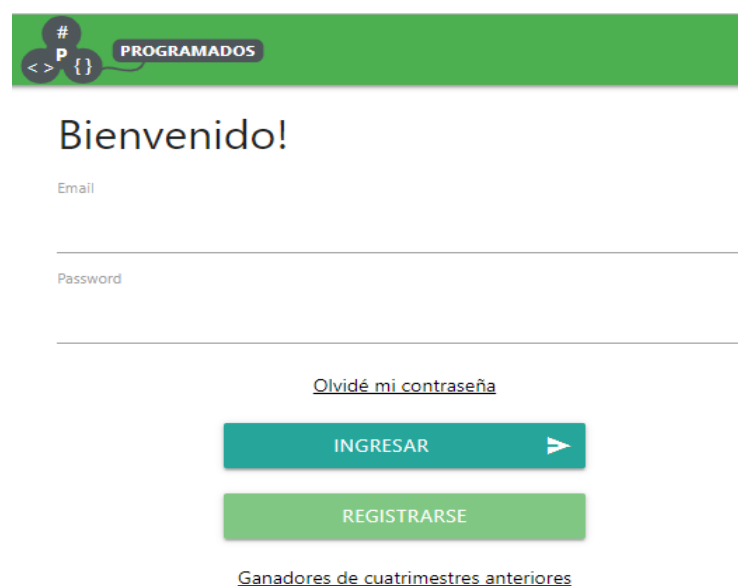 #
P
< >
{ }
PROGRAMADOS
Bienvenido!
Email
Password
Olvidé mi contraseña
INGRESAR
REGISTRARSE
Ganadores de cuatrimestres anteriores